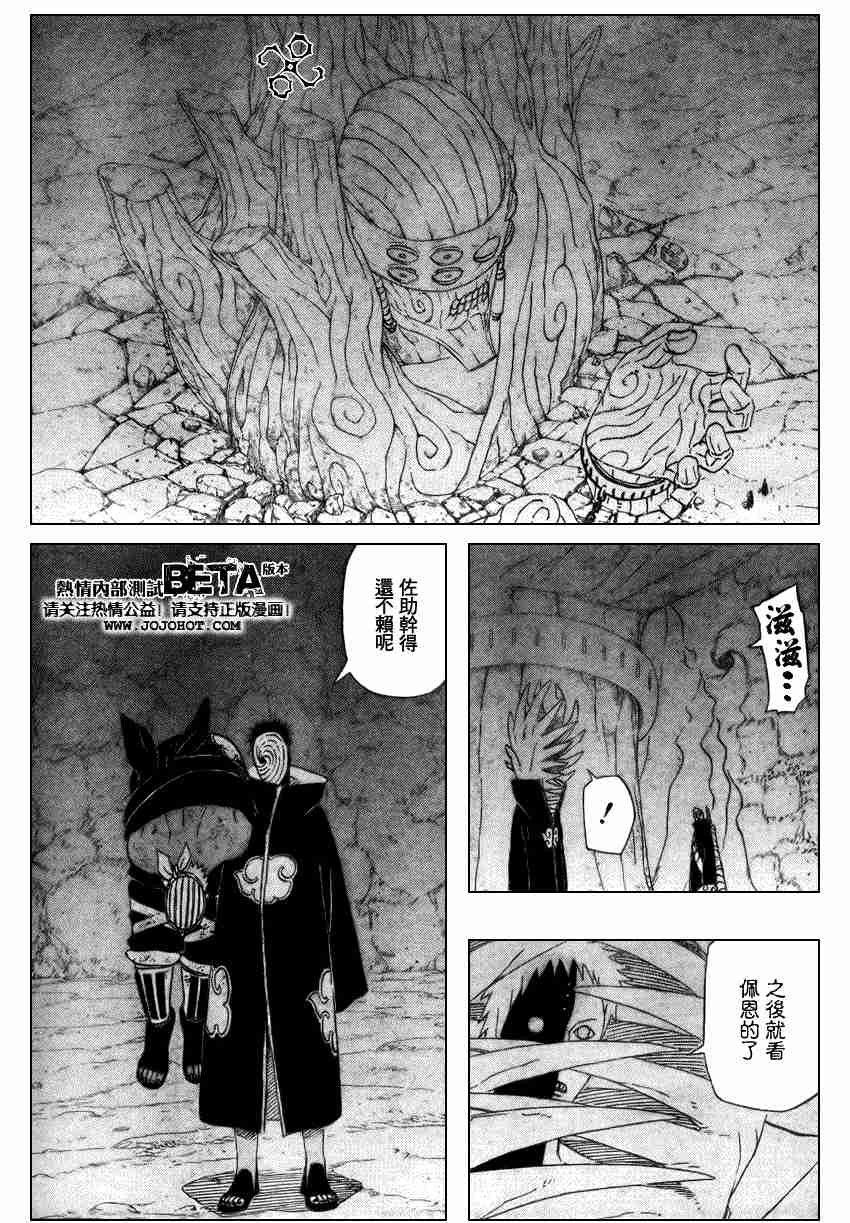 滋滋…
！
佐助幹得
還不賴呢
熱情內部測試BETA版本
请关注热情公益！请支持正版漫画！
WWW.JOJOHOT.COM
之後就看
佩恩的了